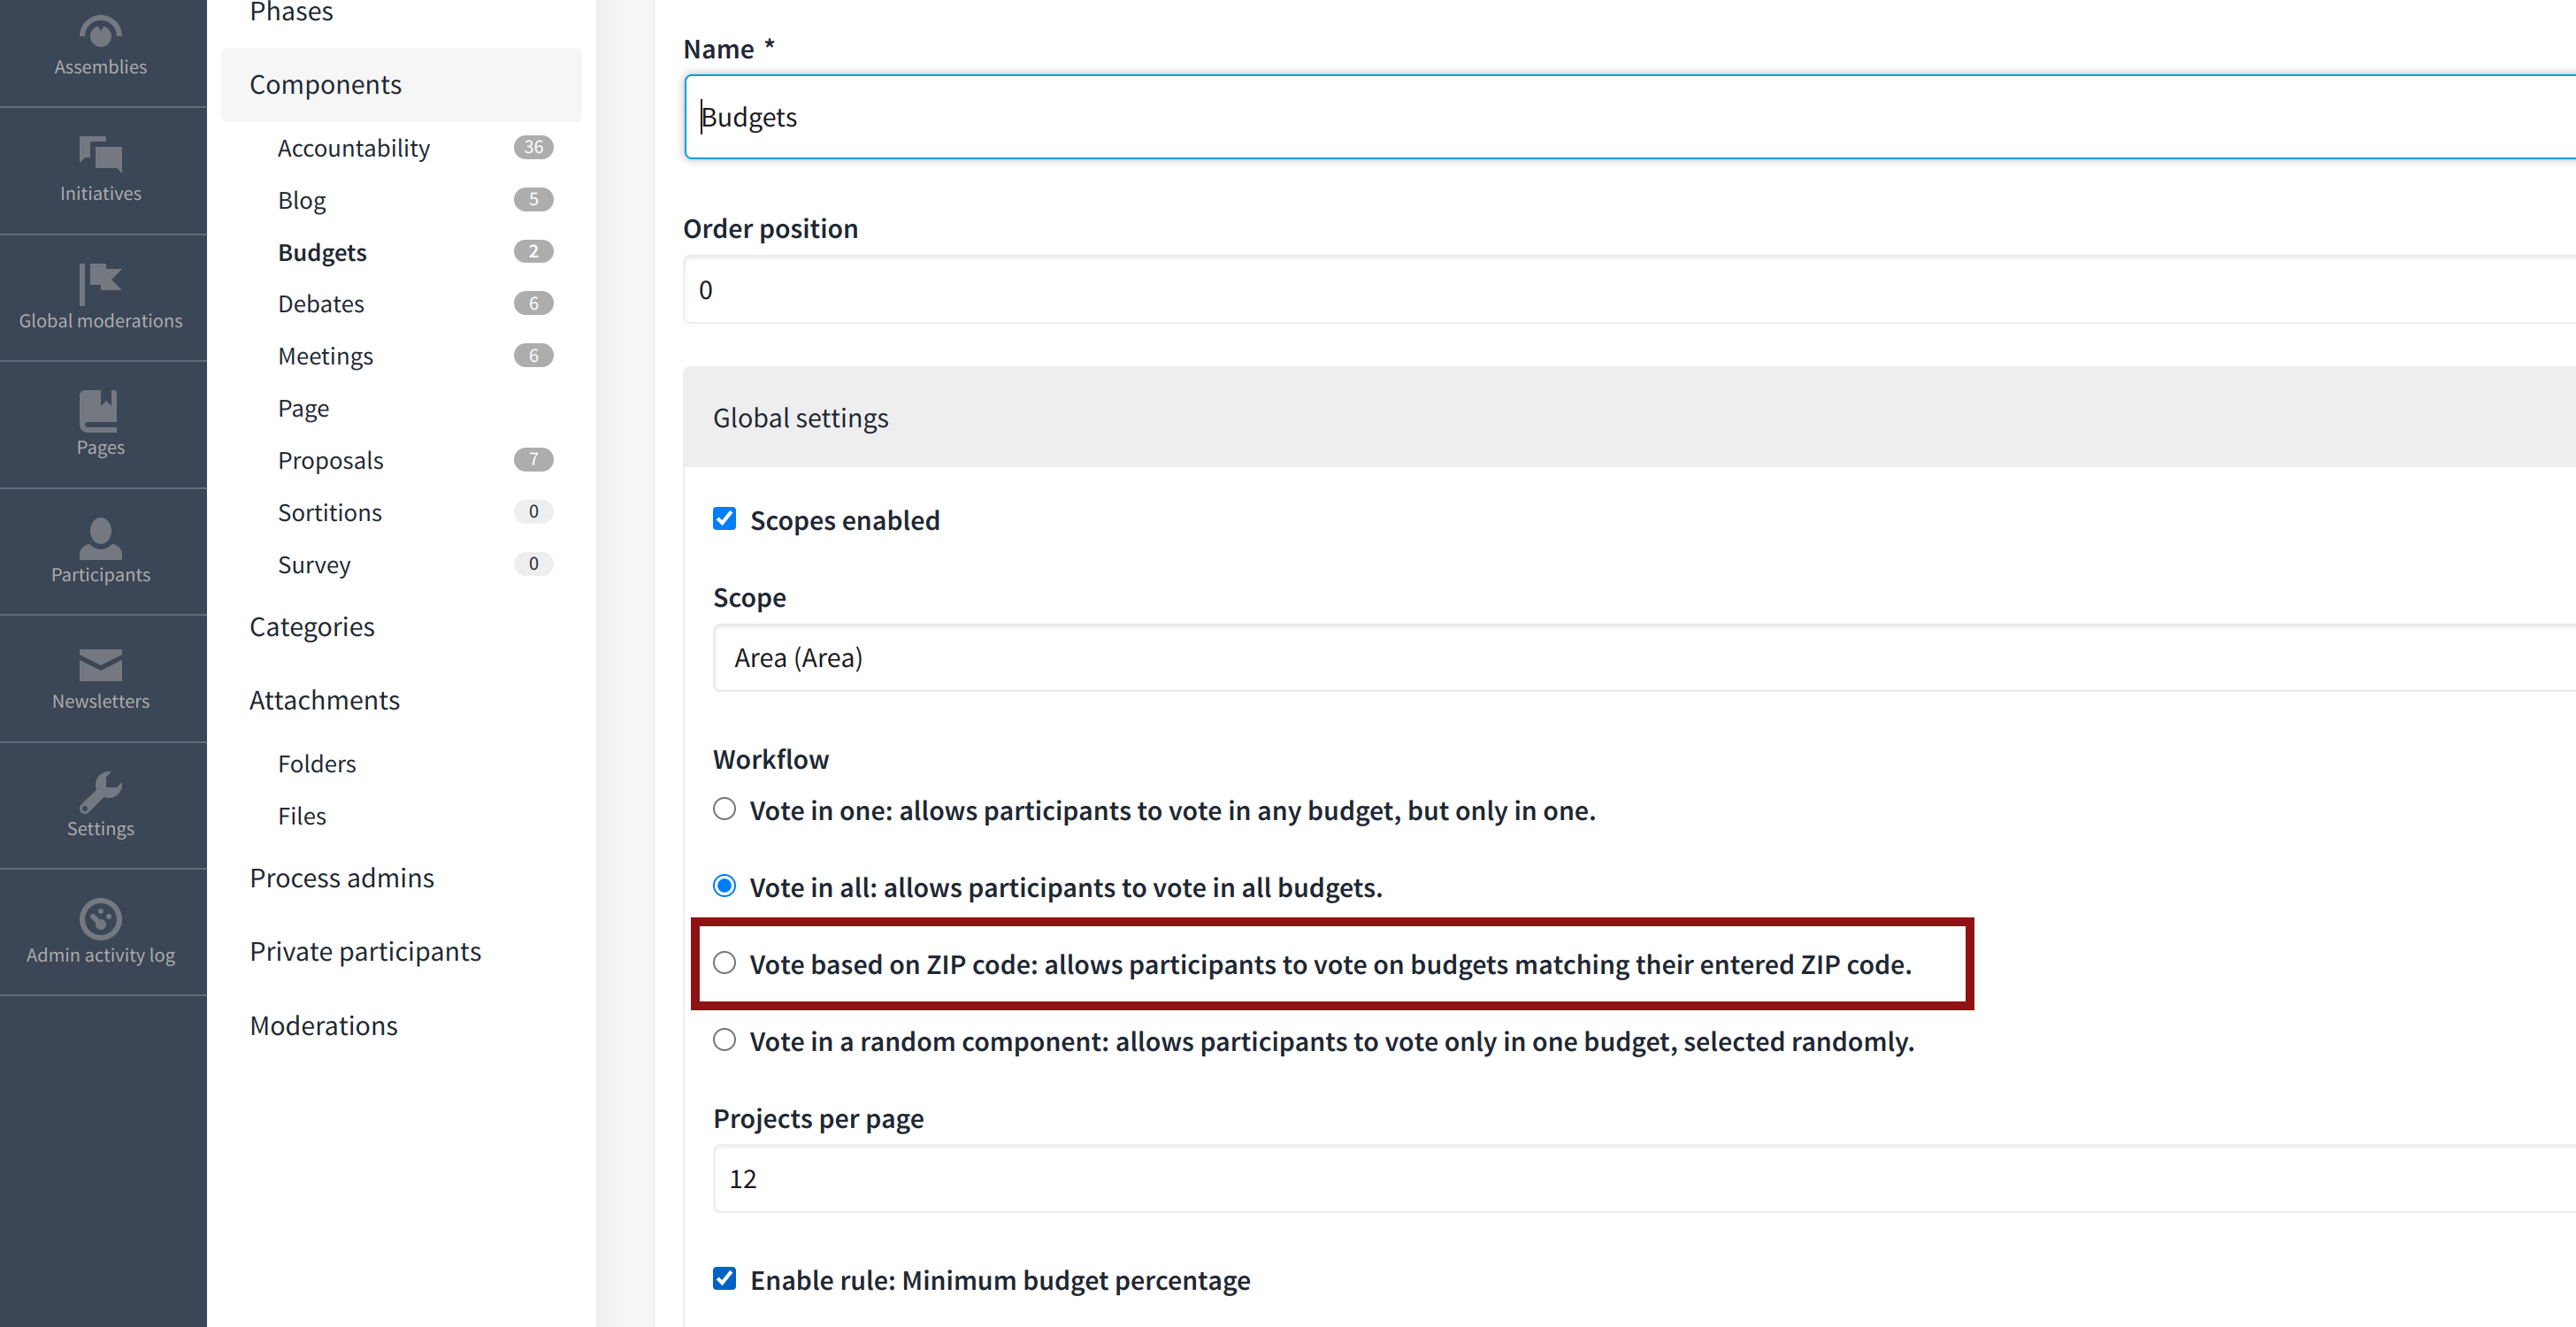 Assemblies
Initiatives
Global moderations
Pages
Participants
Newsletters
Settings
Admin activity log
Phases
Components
Accountability 36
Blog 5
Budgets 2
Debates 6
Meetings 6
Page
Proposals 7
Sortitions 0
Survey 0
Categories
Attachments
Folders
Files
Process admins
Private participants
Moderations
Name *
Budgets
Order position
0
Global settings
Scopes enabled
Scope
Area (Area)
Workflow
Vote in one: allows participants to vote in any budget, but only in one.
Vote in all: allows participants to vote in all budgets.
Vote based on ZIP code: allows participants to vote on budgets matching their entered ZIP code.
Vote in a random component: allows participants to vote only in one budget, selected randomly.
Projects per page
12
Enable rule: Minimum budget percentage